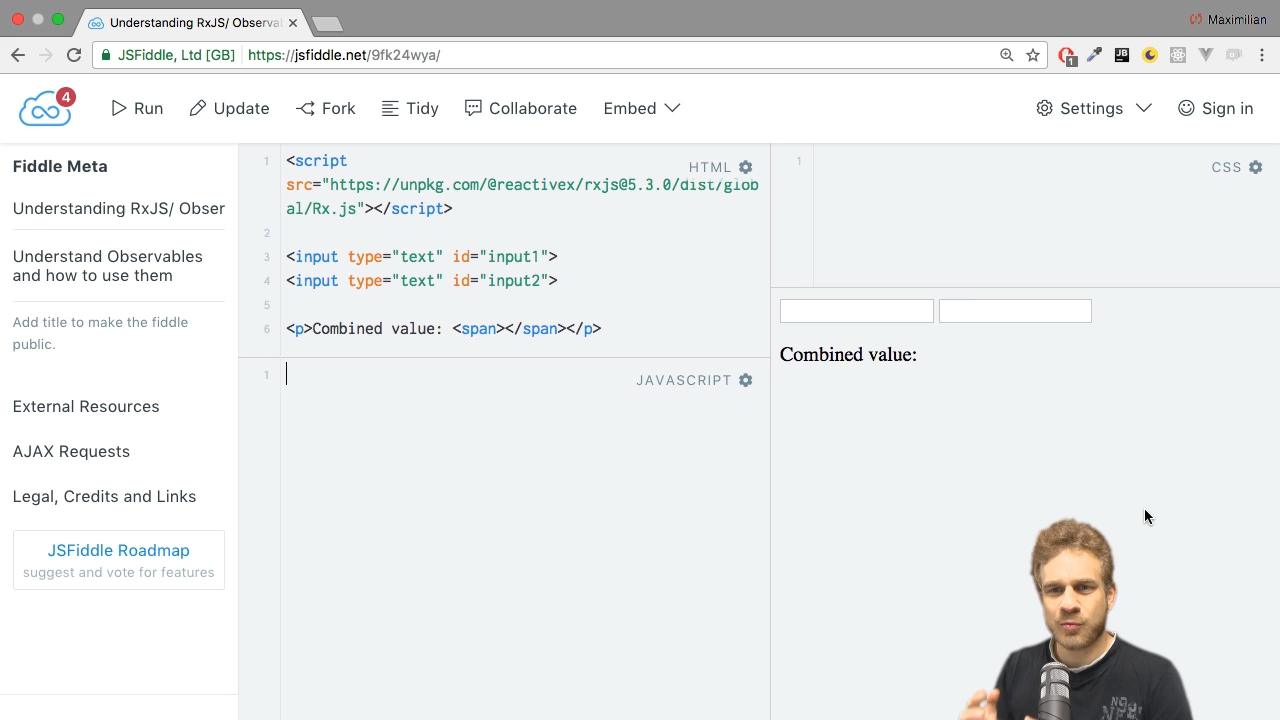 Understanding RxJS/ Observa
Maximilian
JSFiddle, Ltd [GB] https://jsfiddle.net/9fk24wya/
1
JB
4
Run
Update
Fork
Tidy
Collaborate
Embed
Settings
Sign in
Fiddle Meta
Understanding RxJS/ Obser
Understand Observables
and how to use them
Add title to make the fiddle
public.
External Resources
AJAX Requests
Legal, Credits and Links
JSFiddle Roadmap
suggest and vote for features
HTML
1 <script
src="https://unpkg.com/@reactivex/rxjs@5.3.0/dist/glob
al/Rx.js"></script>
2
3 <input type="text" id="input1">
4 <input type="text" id="input2">
5
6 <p>Combined value: <span></span></p>
JAVASCRIPT
1
CSS
1
Combined value: